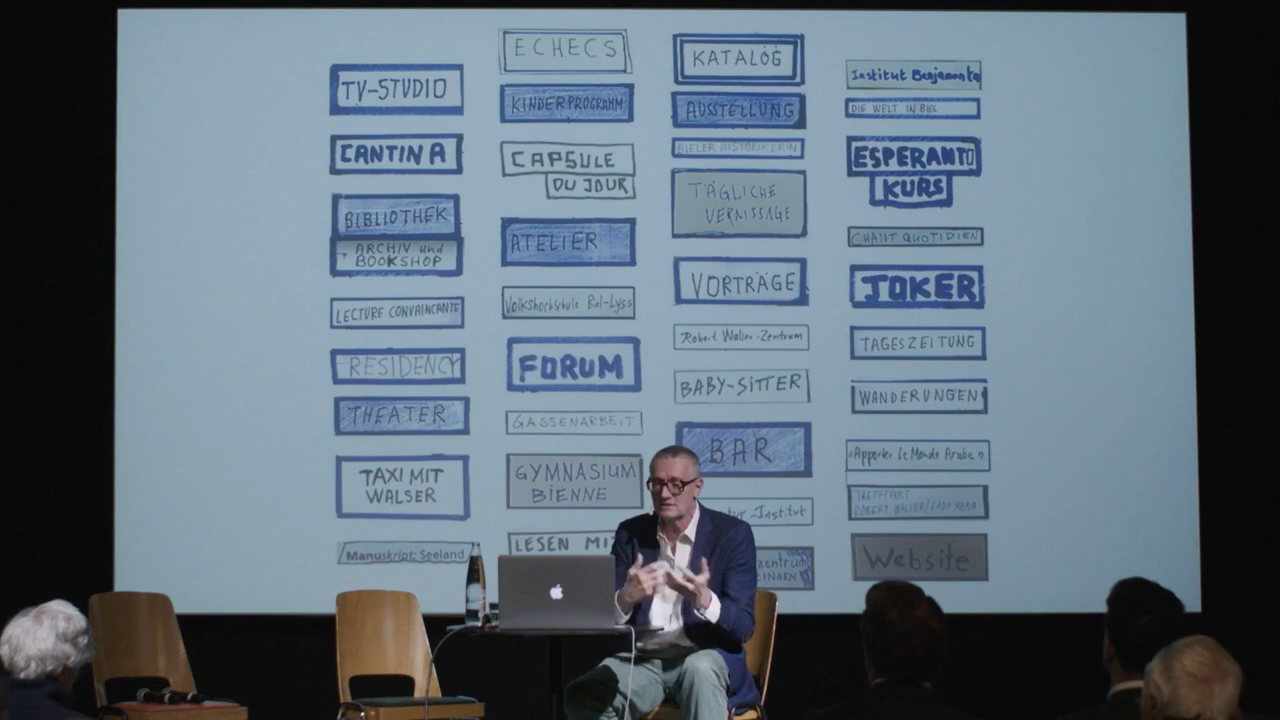 TV-STUDIO
CANTINA
BIBLIOTHEK
ARCHIV und
BOOKSHOP
LECTURE CONVAINCANTE
RESIDENCY
THEATER
TAXI MIT
WALSER
Manuskript: Seeland
ECHECS
KINDERPROGRAMM
CAPSULE
DU JOUR
ATELIER
Volkshochschule Biel-Lyss
FORUM
GASSENARBEIT
GYMNASIUM
BIENNE
LESEN
KATALOG
AUSSTELLUNG
BIELER HISTORIKERIN
TÄGLICHE
VERNISSAGE
VORTRÄGE
Robert Walser-Zentrum
BABY-SITTER
BAR
-Institut
zentrum
Institut Benjamenta
DIE WELT IN BIEL
ESPERANTO
KURS
CHANT QUOTIDIEN
JOKER
TAGESZEITUNG
WANDERUNGEN
«Apporter Le Monde Arabe»
TREFFPUNKT
ROBERT WALSER/
Website